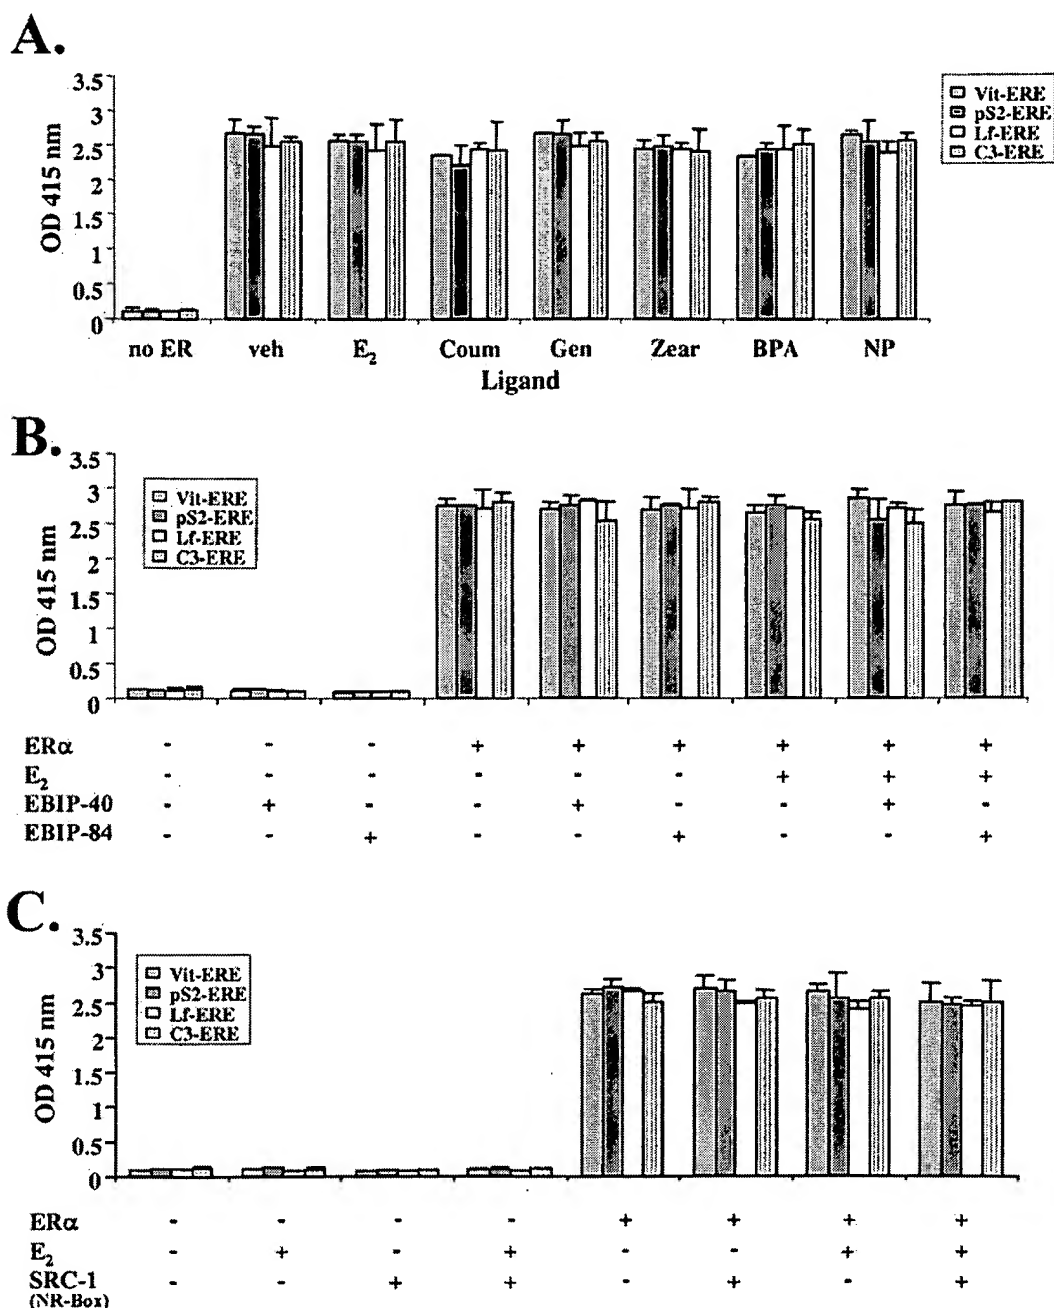 A.
3.5
3
2.5
2
1.5
1
0.5
0
OD 415 nm
Vit-ERE
pS2-ERE
Lf-ERE
C3-ERE
no ER veh E2 Coum Gen Zear BPA NP
Ligand
B.
3.5
3
2.5
2
1.5
1
0.5
0
OD 415 nm
Vit-ERE
pS2-ERE
Lf-ERE
C3-ERE
ERα - - - + + + + + +
E2 - - - - - - + + +
EBIP-40 - + - - + - - + -
EBIP-84 - - + - - + - - +
C.
3.5
3
2.5
2
1.5
1
0.5
0
OD 415 nm
Vit-ERE
pS2-ERE
Lf-ERE
C3-ERE
ERα - - - - + + + +
E2 - + - + - - + +
SRC-1 - - + + - + - +
(NR-Box)